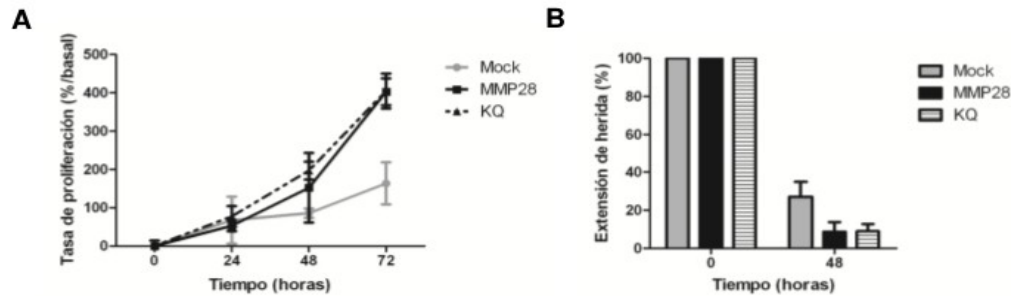 A
Tasa de proliferación (%/basal)
500
400
300
200
100
0
0 24 48 72
Tiempo (horas)
Mock
MMP28
KQ
B
Extensión de herida (%)
100
80
60
40
20
0
0 48
Tiempo (horas)
Mock
MMP28
KQ